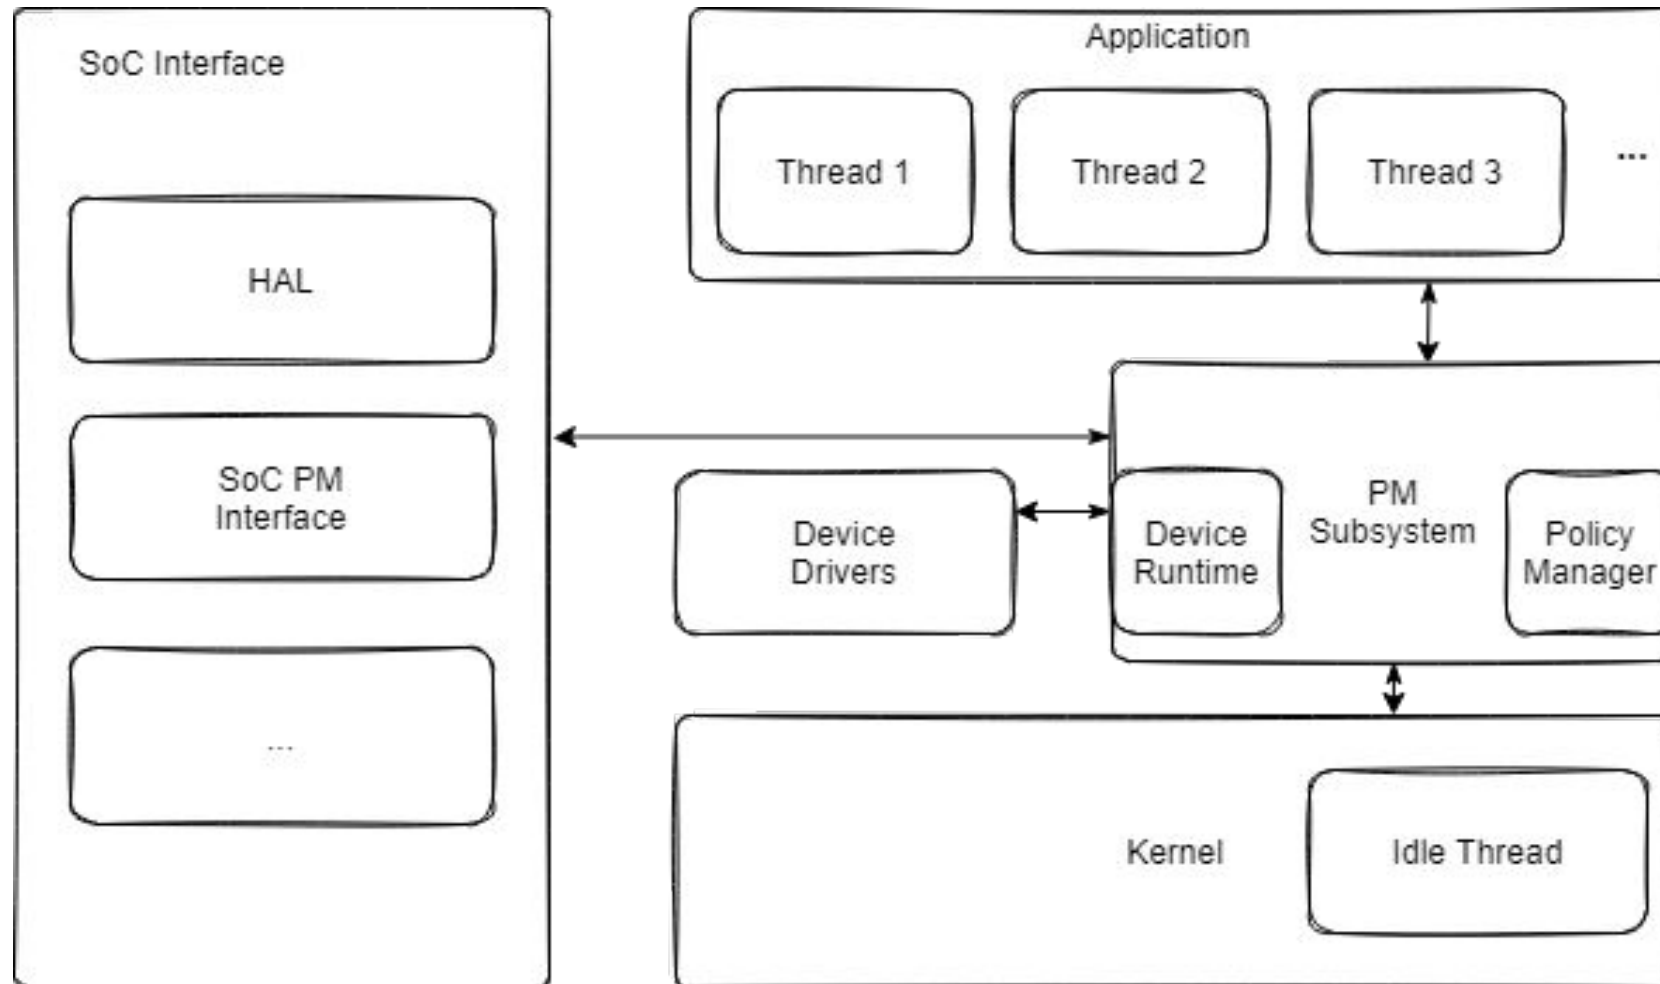 SoC Interface
HAL
SoC PM
Interface
...
Application
Thread 1
Thread 2
Thread 3
...
Device
Drivers
Device
Runtime
PM
Subsystem
Policy
Manager
Kernel
Idle Thread